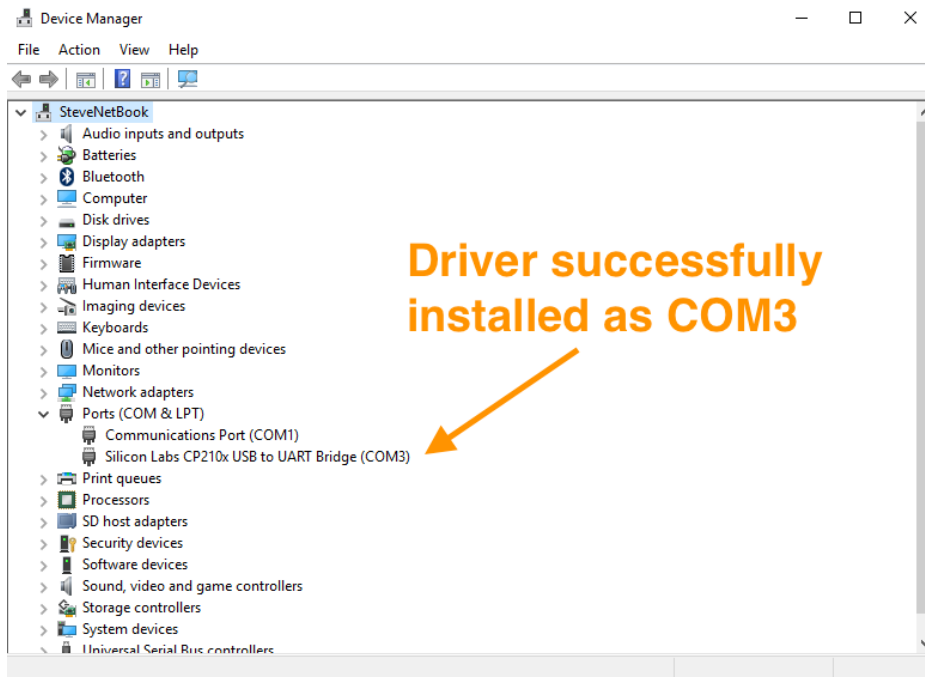 Device Manager
File Action View Help
SteveNetBook
Audio inputs and outputs
Batteries
Bluetooth
Computer
Disk drives
Display adapters
Firmware
Human Interface Devices
Imaging devices
Keyboards
Mice and other pointing devices
Monitors
Network adapters
Ports (COM & LPT)
Communications Port (COM1)
Silicon Labs CP210x USB to UART Bridge (COM3)
Print queues
Processors
SD host adapters
Security devices
Software devices
Sound, video and game controllers
Storage controllers
System devices
Universal Serial Bus controllers
Driver successfully
installed as COM3